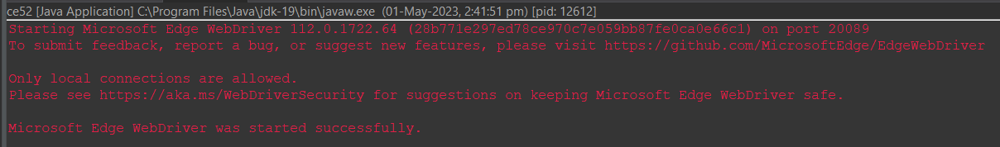 ce52 [Java Application] C:\Program Files\Java\jdk-19\bin\javaw.exe (01-May-2023, 2:41:51 pm) [pid: 12612]
Starting Microsoft Edge WebDriver 112.0.1722.64 (28b771e297ed78ce970c7e059bb87fe0ca0e66c1) on port 20089
To submit feedback, report a bug, or suggest new features, please visit https://github.com/MicrosoftEdge/EdgeWebDriver
Only local connections are allowed.
Please see https://aka.ms/WebDriverSecurity for suggestions on keeping Microsoft Edge WebDriver safe.
Microsoft Edge WebDriver was started successfully.